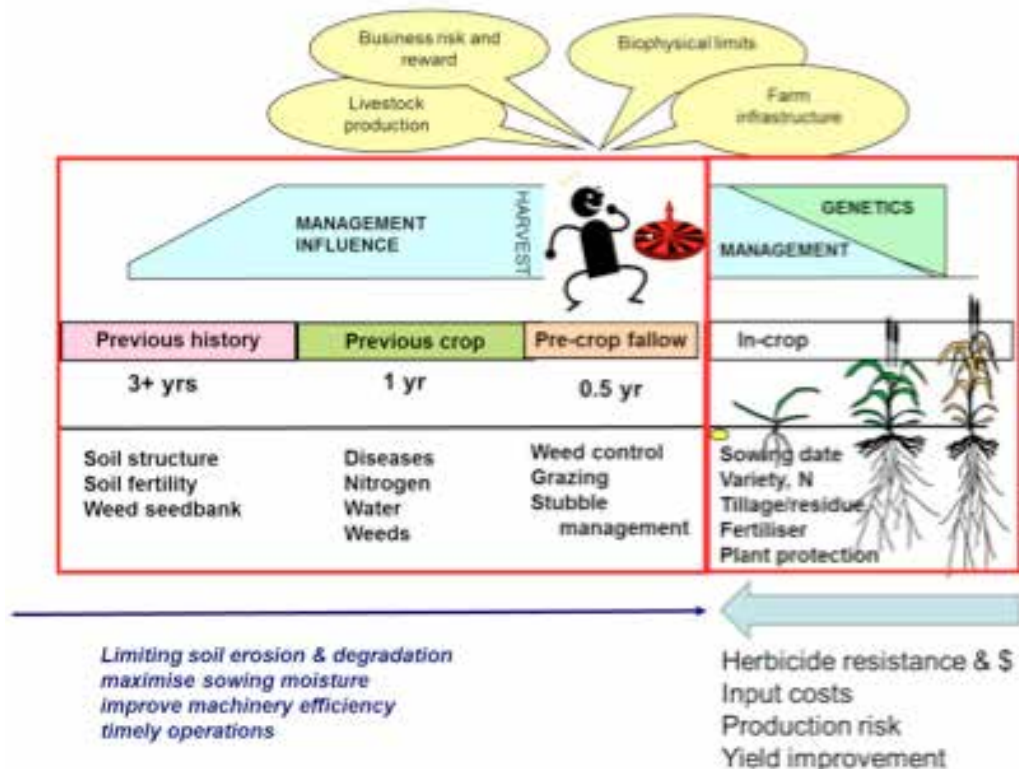 Business risk and
reward
Biophysical limits
Livestock
production
Farm
infrastructure
MANAGEMENT
INFLUENCE
HARVEST
GENETICS
MANAGEMENT
Previous history
Previous crop
Pre-crop fallow
In-crop
3+ yrs
1 yr
0.5 yr
Soil structure
Soil fertility
Weed seedbank
Diseases
Nitrogen
Water
Weeds
Weed control
Grazing
Stubble
management
Sowing date
Variety, N
Tillage/residue
Fertiliser
Plant protection
Limiting soil erosion & degradation
maximise sowing moisture
improve machinery efficiency
timely operations
Herbicide resistance & $
Input costs
Production risk
Yield improvement